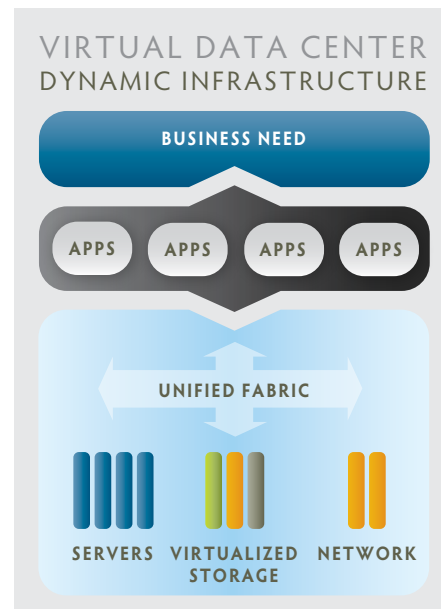 VIRTUAL DATA CENTER
DYNAMIC INFRASTRUCTURE
BUSINESS NEED
APPS APPS APPS APPS
UNIFIED FABRIC
SERVERS VIRTUALIZED STORAGE NETWORK